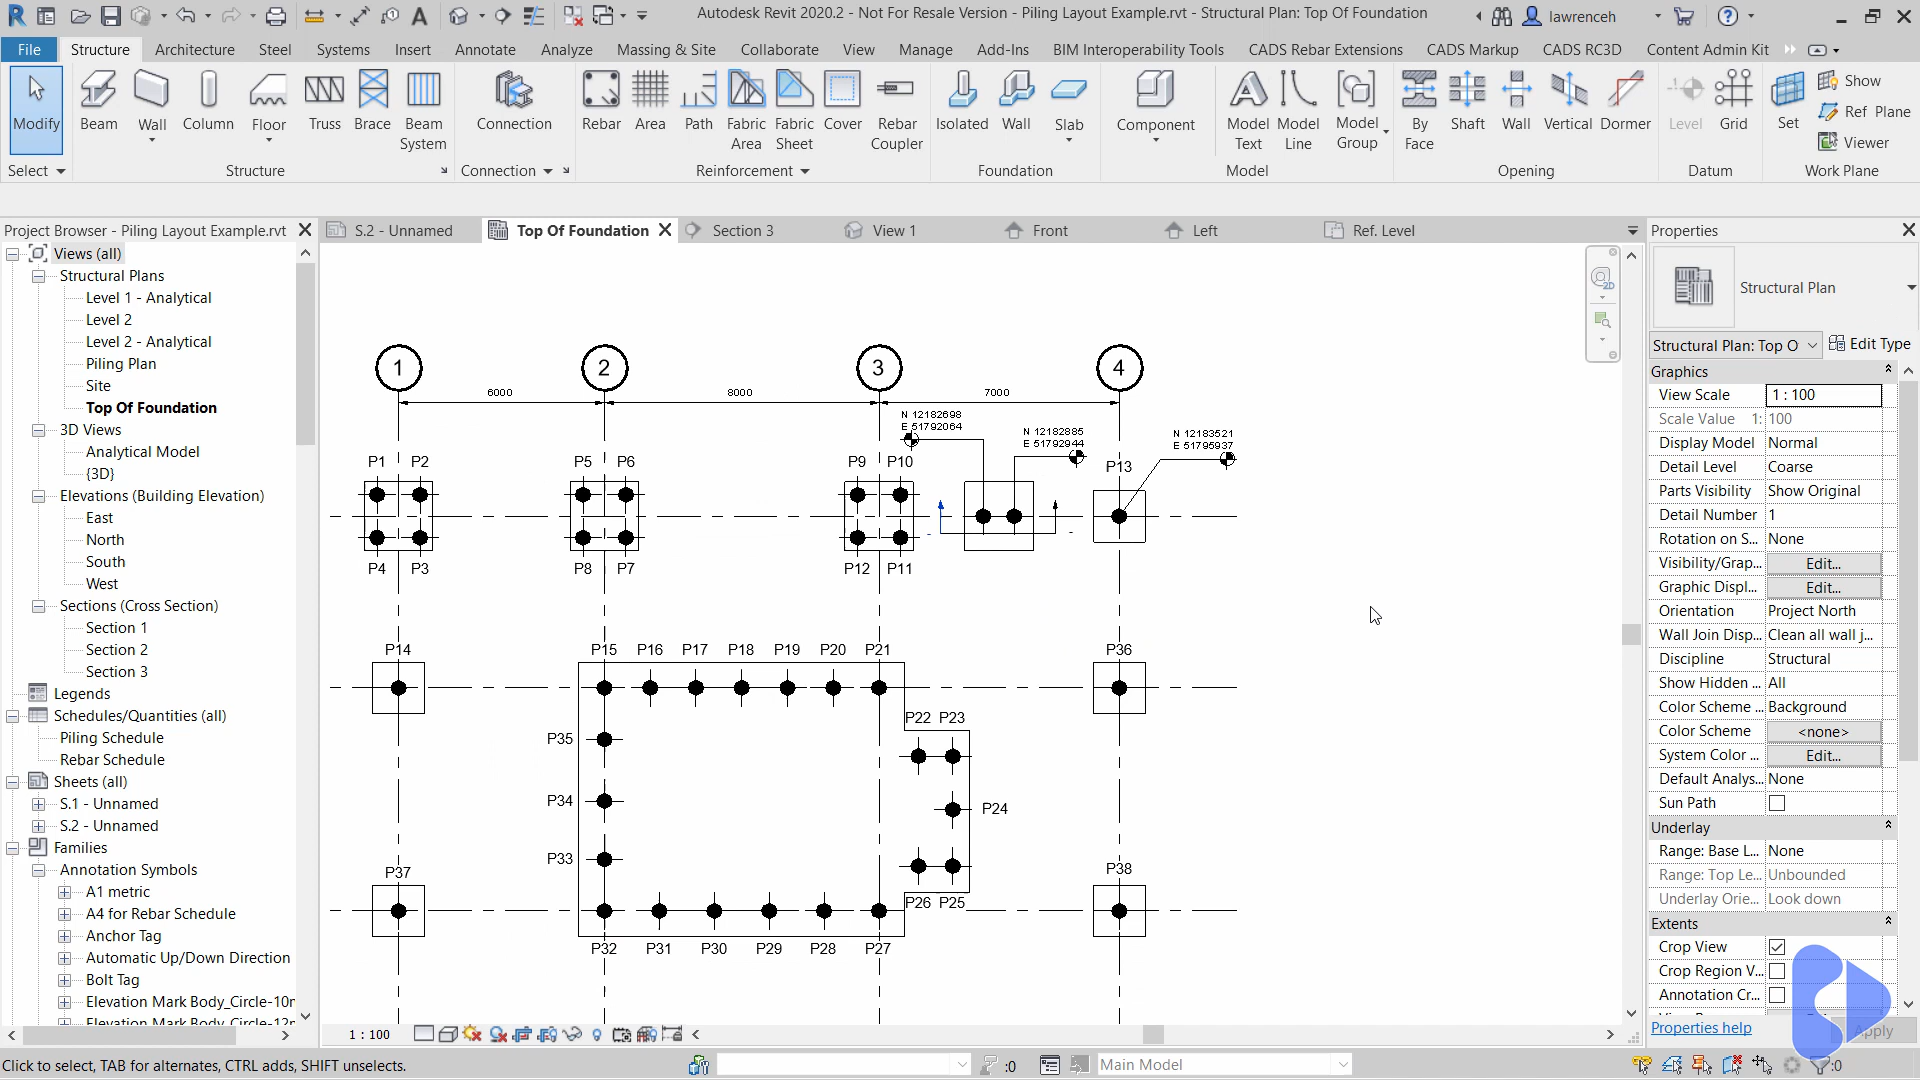 Autodesk Revit 2020.2 - Not For Resale Version - Piling Layout Example.rvt - Structural Plan: Top Of Foundation
lawrenceh
File Structure Architecture Steel Systems Insert Annotate Analyze Massing & Site Collaborate View Manage Add-Ins BIM Interoperability Tools CADS Rebar Extensions CADS Markup CADS RC3D Content Admin Kit
Modify Beam Wall Column Floor Truss Brace Beam System Connection Rebar Area Path Fabric Area Fabric Sheet Cover Rebar Coupler Isolated Wall Slab Component Model Text Model Line Model Group By Face Shaft Wall Vertical Dormer Level Grid Set Show
Ref Plane
Viewer
Select Structure Connection Reinforcement Foundation Model Opening Datum Work Plane
Project Browser - Piling Layout Example.rvt
Views (all)
Structural Plans
Level 1 - Analytical
Level 2
Level 2 - Analytical
Piling Plan
Site
Top Of Foundation
3D Views
Analytical Model
{3D}
Elevations (Building Elevation)
East
North
South
West
Sections (Cross Section)
Section 1
Section 2
Section 3
Legends
Schedules/Quantities (all)
Piling Schedule
Rebar Schedule
Sheets (all)
S.1 - Unnamed
S.2 - Unnamed
Families
Annotation Symbols
A1 metric
A4 for Rebar Schedule
Anchor Tag
Automatic Up/Down Direction
Bolt Tag
Elevation Mark Body_Circle-10
S.2 - Unnamed Top Of Foundation Section 3 View 1 Front Left Ref. Level
2D
1 2 3 4
6000 8000 7000
N 12182698
E 51792064
N 12182885
E 51792944
N 12183521
E 51795937
P1 P2 P5 P6 P9 P10 P13
P4 P3 P8 P7 P12 P11
P14 P15 P16 P17 P18 P19 P20 P21 P36
P22 P23
P35
P34 P24
P33
P37 P38
P26 P25
P32 P31 P30 P29 P28 P27
1 : 100
Properties
Structural Plan
Structural Plan: Top O Edit Type
Graphics
View Scale 1 : 100
Scale Value 1: 100
Display Model Normal
Detail Level Coarse
Parts Visibility Show Original
Detail Number 1
Rotation on S... None
Visibility/Grap... Edit...
Graphic Displ... Edit...
Orientation Project North
Wall Join Disp... Clean all wall j...
Discipline Structural
Show Hidden ... All
Color Scheme ... Background
Color Scheme <none>
System Color ... Edit...
Default Analys... None
Sun Path
Underlay
Range: Base L... None
Range: Top Le... Unbounded
Underlay Orie... Look down
Extents
Crop View
Crop Region V...
Annotation Cr...
Properties help Apply
Click to select, TAB for alternates, CTRL adds, SHIFT unselects.
:0
Main Model
:0